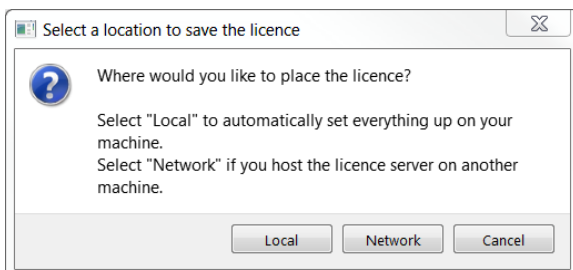 Select a location to save the licence
Where would you like to place the licence?
Select "Local" to automatically set everything up on your
machine.
Select "Network" if you host the licence server on another
machine.
Local
Network
Cancel